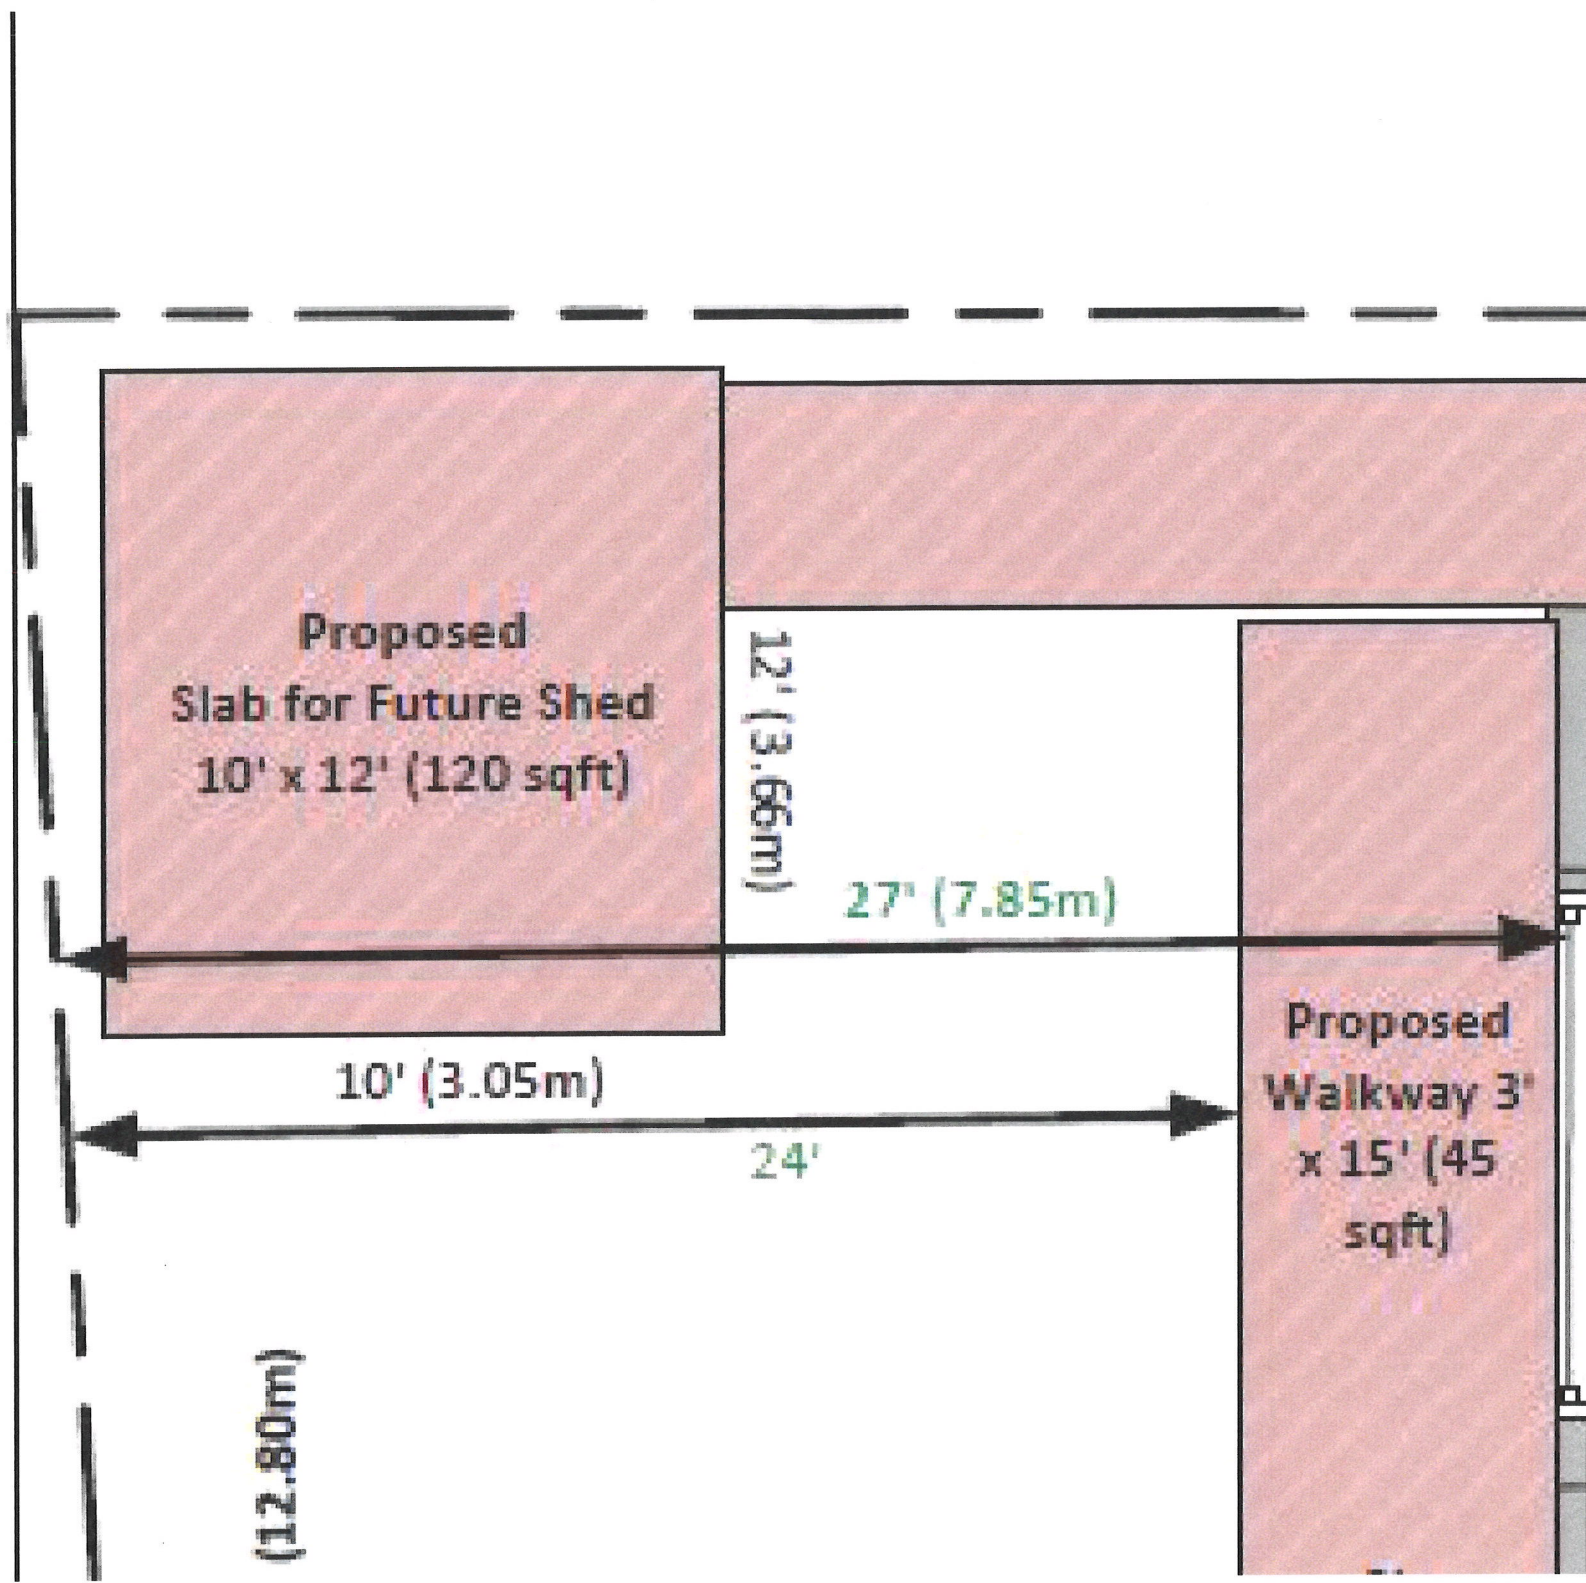 Proposed
Slab for Future Shed
10' x 12' (120 sqft)
12' (3.66m)
27' (7.85m)
10' (3.05m)
24'
Proposed
Walkway 3'
x 15' (45
sqft)
(12.80m)